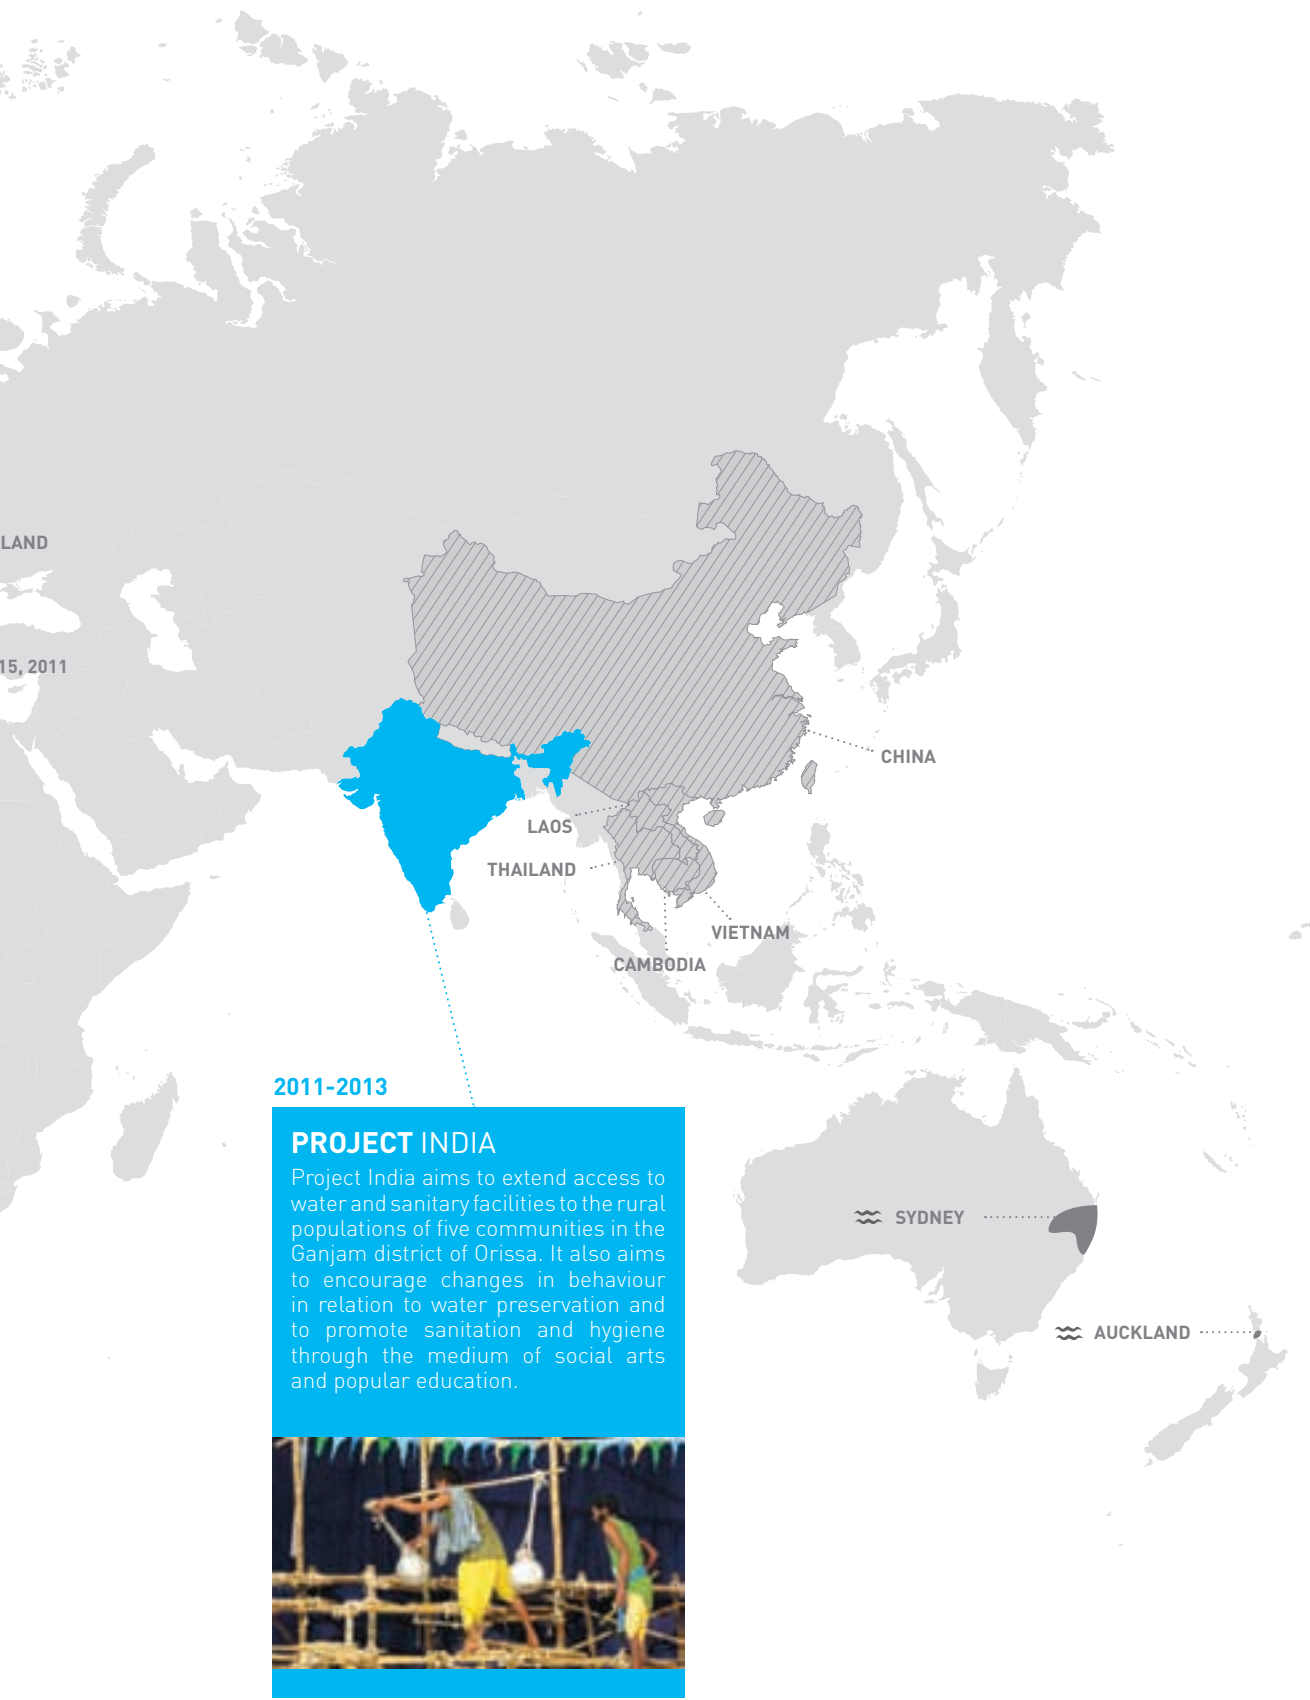 LAND
15, 2011
CHINA
LAOS
THAILAND
VIETNAM
CAMBODIA
2011-2013
PROJECT INDIA
Project India aims to extend access to
water and sanitary facilities to the rural
populations of five communities in the
Ganjam district of Orissa. It also aims
to encourage changes in behaviour
in relation to water preservation and
to promote sanitation and hygiene
through the medium of social arts
and popular education.
SYDNEY
AUCKLAND